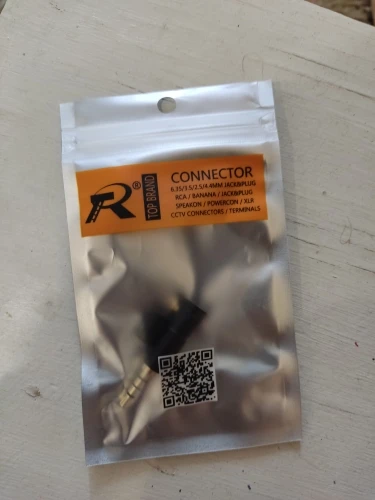 R®
TOP BRAND
CONNECTOR
6.35/3.5/2.5/4.4MM JACK&PLUG
RCA / BANANA / JACK&PLUG
SPEAKON / POWERCON / XLR
CCTV CONNECTORS / TERMINALS